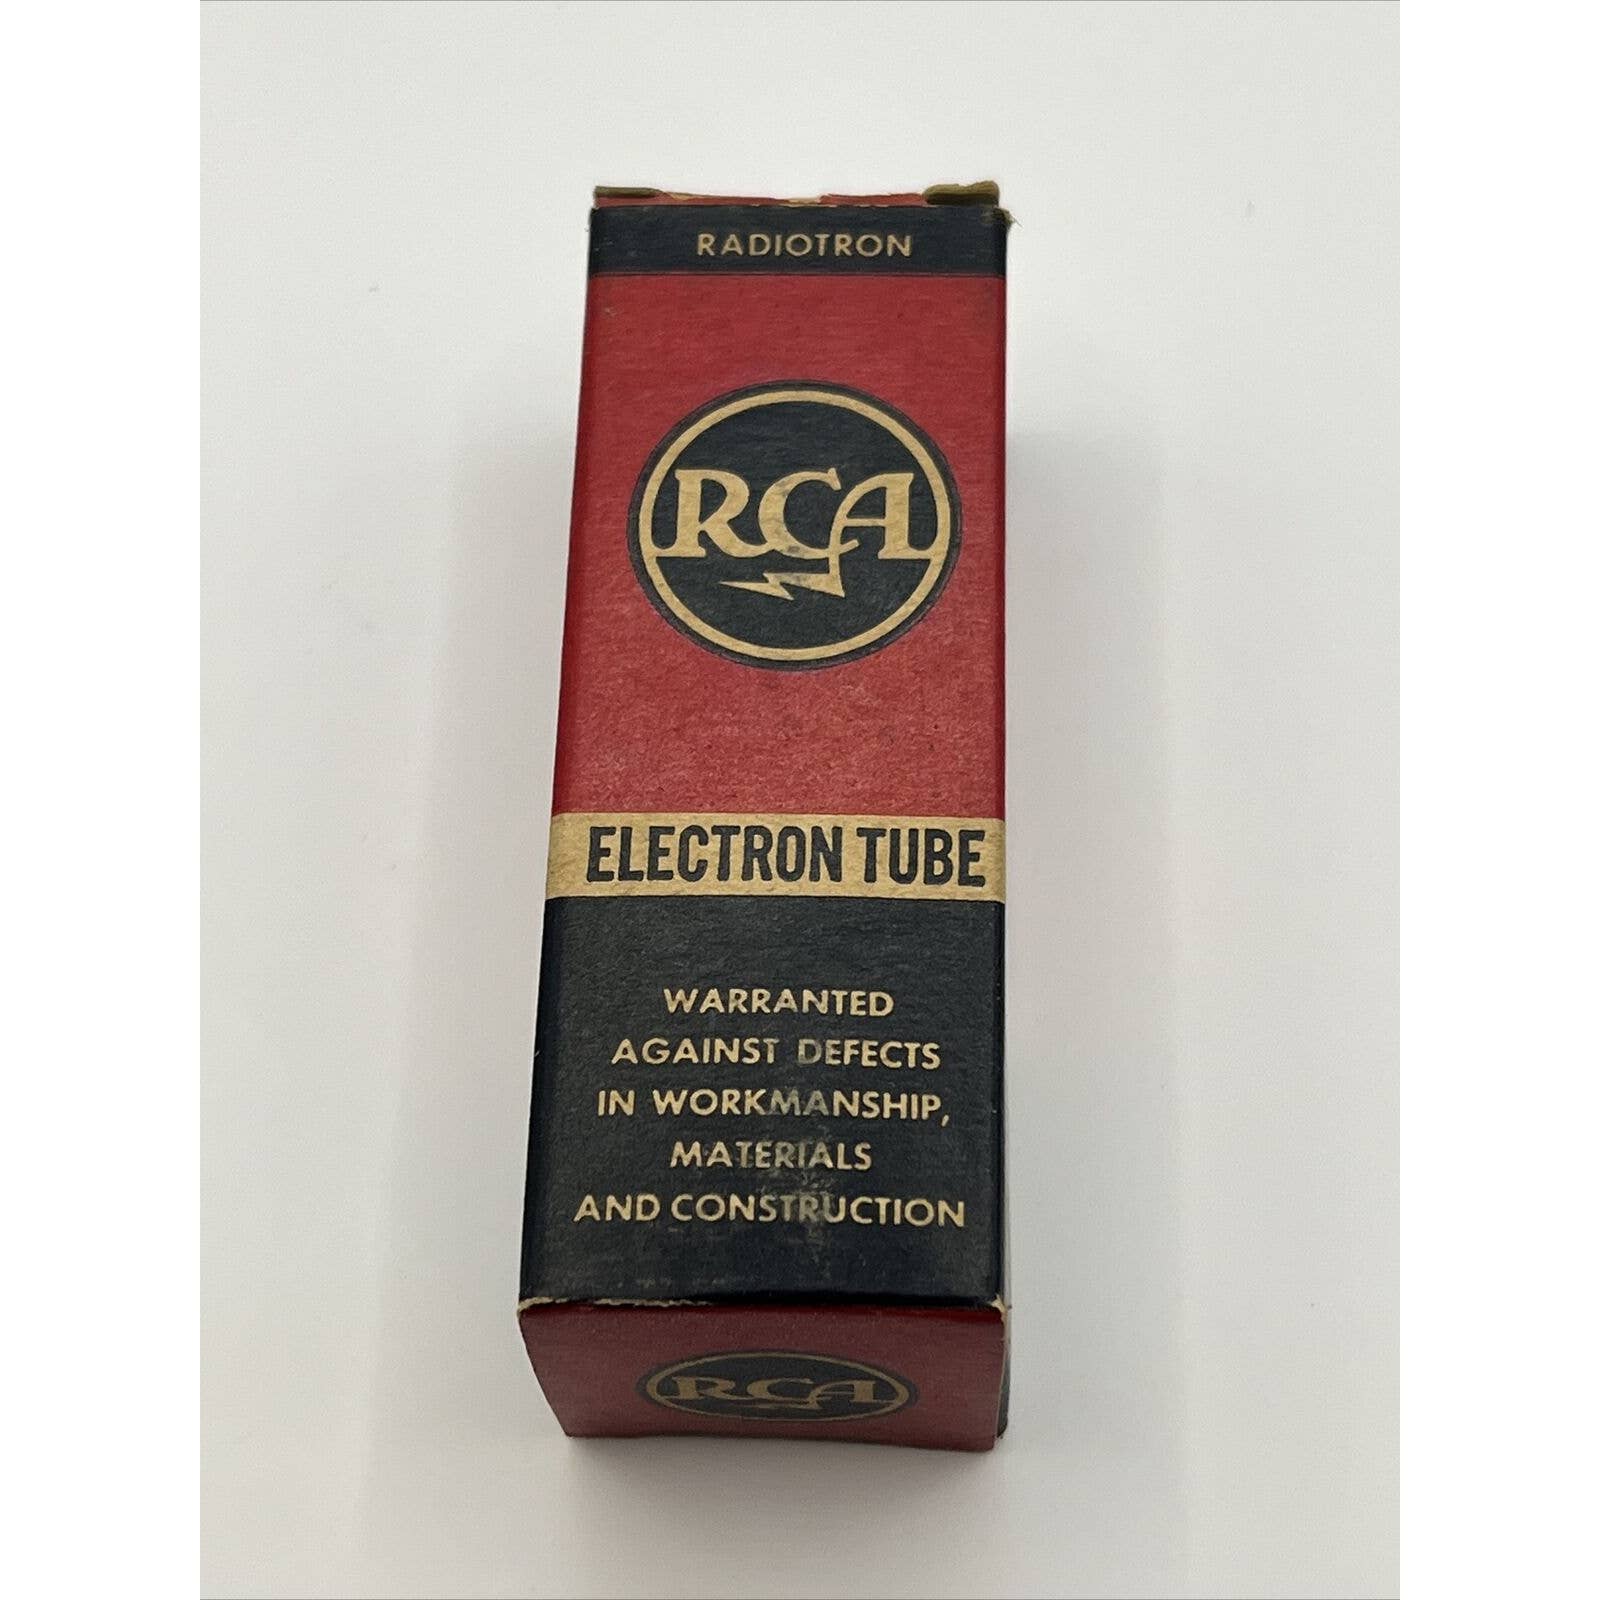 RADIOTRON
RCA
ELECTRON TUBE
WARRANTED
AGAINST DEFECTS
IN WORKMANSHIP,
MATERIALS
AND CONSTRUCTION
RCA